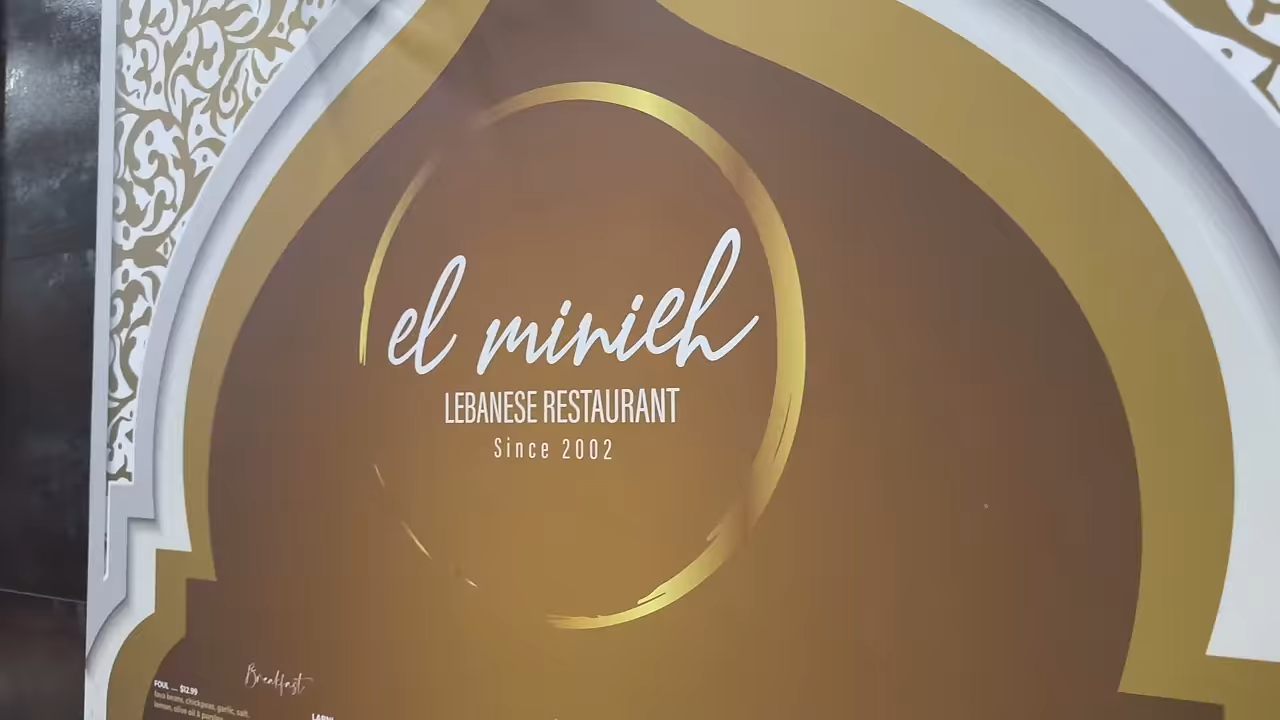 el minieh
LEBANESE RESTAURANT
Since 2002
Breakfast
FOUL ... $12.99
fava beans, chickpeas, garlic, salt,
lemon, olive oil & parsley